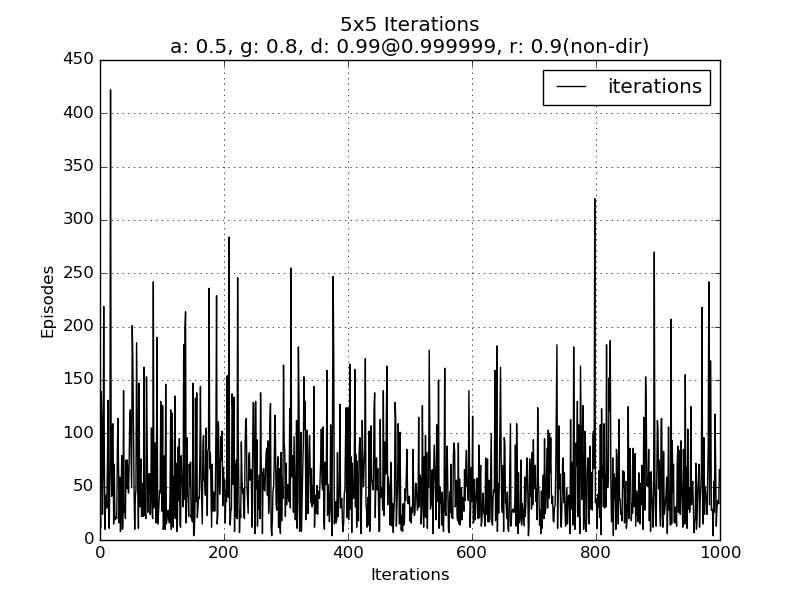 5x5 Iterations
a: 0.5, g: 0.8, d: 0.99@0.999999, r: 0.9(non-dir)
iterations
450
400
350
300
250
200
150
100
50
0
Episodes
0 200 400 600 800 1000
Iterations